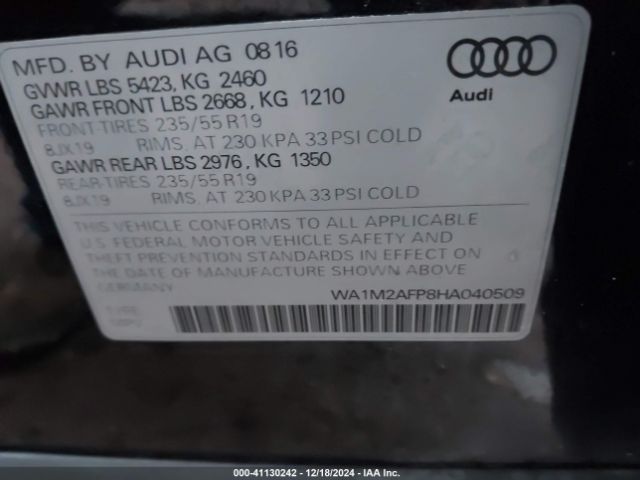 MFD. BY AUDI AG 0816
GVWR LBS 5423, KG 2460
GAWR FRONT LBS 2668, KG 1210
FRONT-TIRES 235/55 R19
8JX19 RIMS, AT 230 KPA 33 PSI COLD
GAWR REAR LBS 2976, KG 1350
REAR-TIRES 235/55 R19
8JX19 RIMS, AT 230 KPA 33 PSI COLD
Audi
THIS VEHICLE CONFORMS TO ALL APPLICABLE
U.S. FEDERAL MOTOR VEHICLE SAFETY AND
THEFT PREVENTION STANDARDS IN EFFECT ON
THE DATE OF MANUFACTURE SHOWN ABOVE.
GERMANY
WA1M2AFP8HA040509
TYPE:
MPV
000-41130242 - 12/18/2024 - IAA Inc.